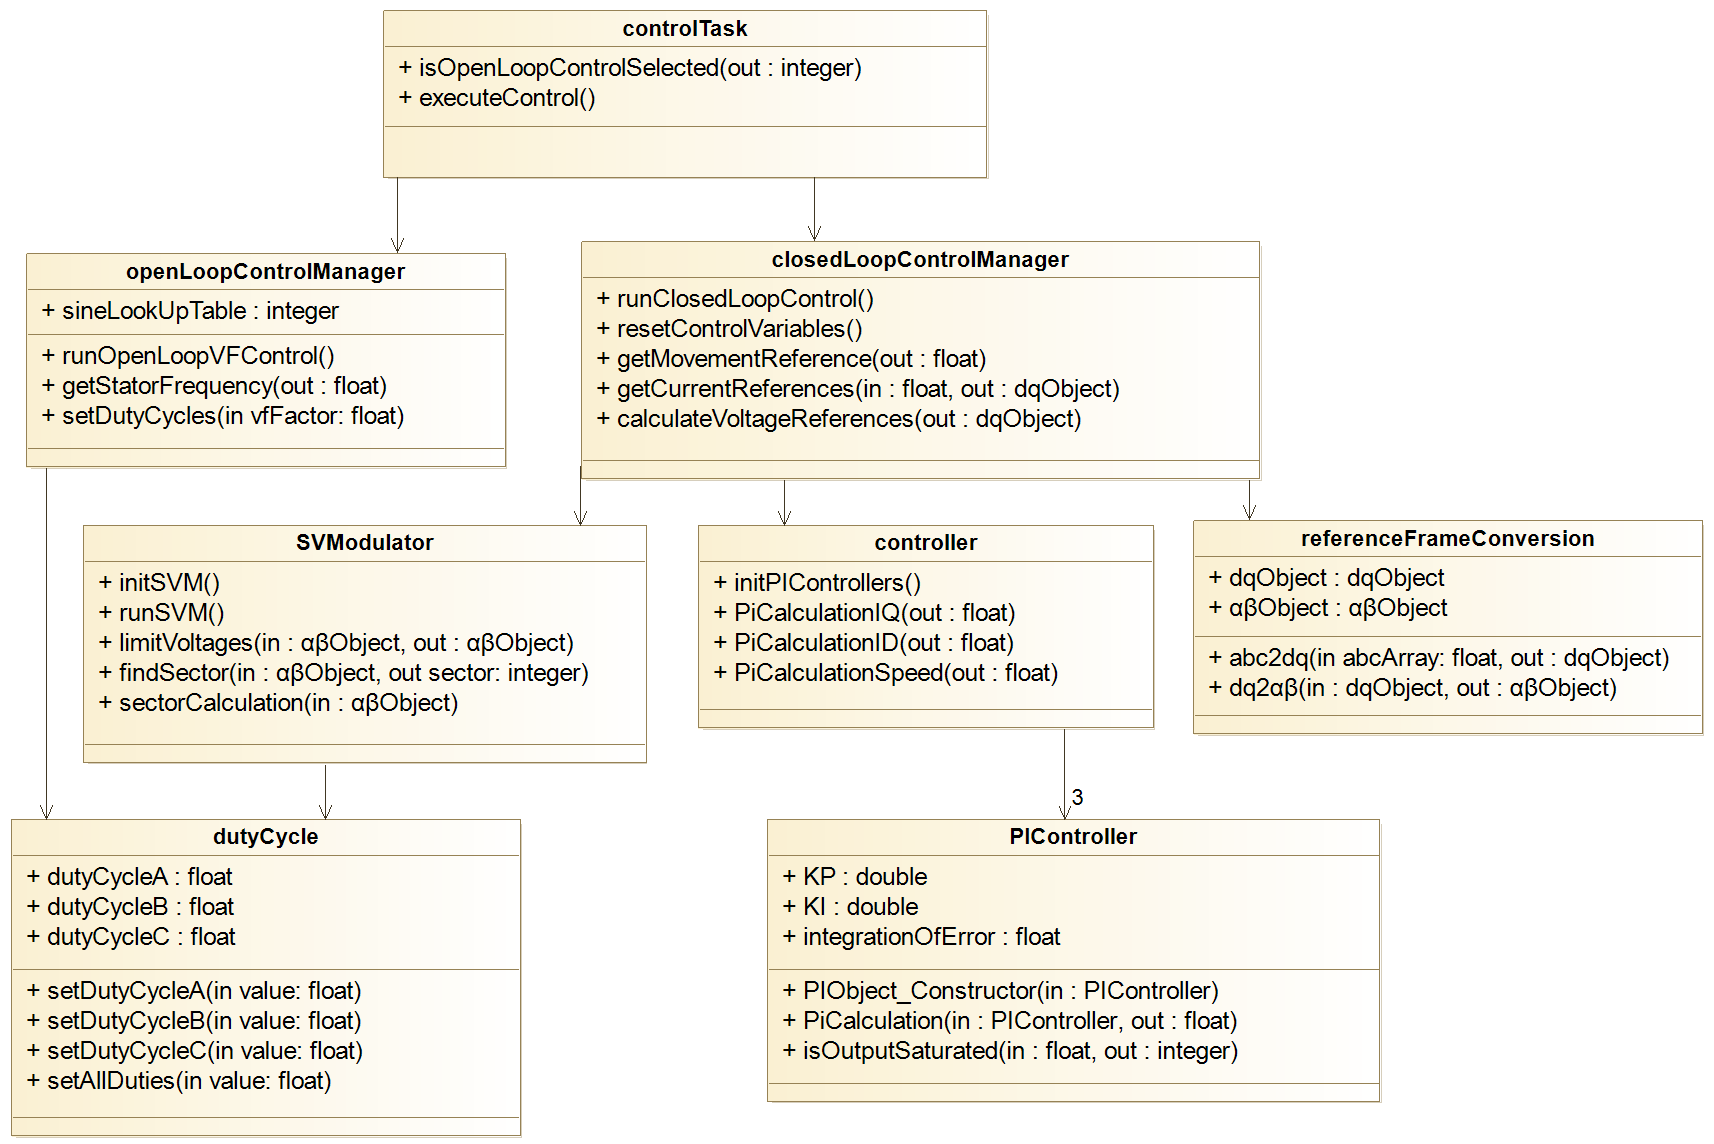 controlTask
+ isOpenLoopControlSelected(out : integer)
+ executeControl()
openLoopControlManager
+ sineLookUpTable : integer
+ runOpenLoopVFControl()
+ getStatorFrequency(out : float)
+ setDutyCycles(in vfFactor: float)
closedLoopControlManager
+ runClosedLoopControl()
+ resetControlVariables()
+ getMovementReference(out : float)
+ getCurrentReferences(in : float, out : dqObject)
+ calculateVoltageReferences(out : dqObject)
SVModulator
+ initSVM()
+ runSVM()
+ limitVoltages(in : αβObject, out : αβObject)
+ findSector(in : αβObject, out sector: integer)
+ sectorCalculation(in : αβObject)
controller
+ initPIControllers()
+ PiCalculationIQ(out : float)
+ PiCalculationID(out : float)
+ PiCalculationSpeed(out : float)
referenceFrameConversion
+ dqObject : dqObject
+ αβObject : αβObject
+ abc2dq(in abcArray: float, out : dqObject)
+ dq2αβ(in : dqObject, out : αβObject)
3
dutyCycle
+ dutyCycleA : float
+ dutyCycleB : float
+ dutyCycleC : float
+ setDutyCycleA(in value: float)
+ setDutyCycleB(in value: float)
+ setDutyCycleC(in value: float)
+ setAllDuties(in value: float)
PIController
+ KP : double
+ KI : double
+ integrationOfError : float
+ PIObject_Constructor(in : PIController)
+ PiCalculation(in : PIController, out : float)
+ isOutputSaturated(in : float, out : integer)